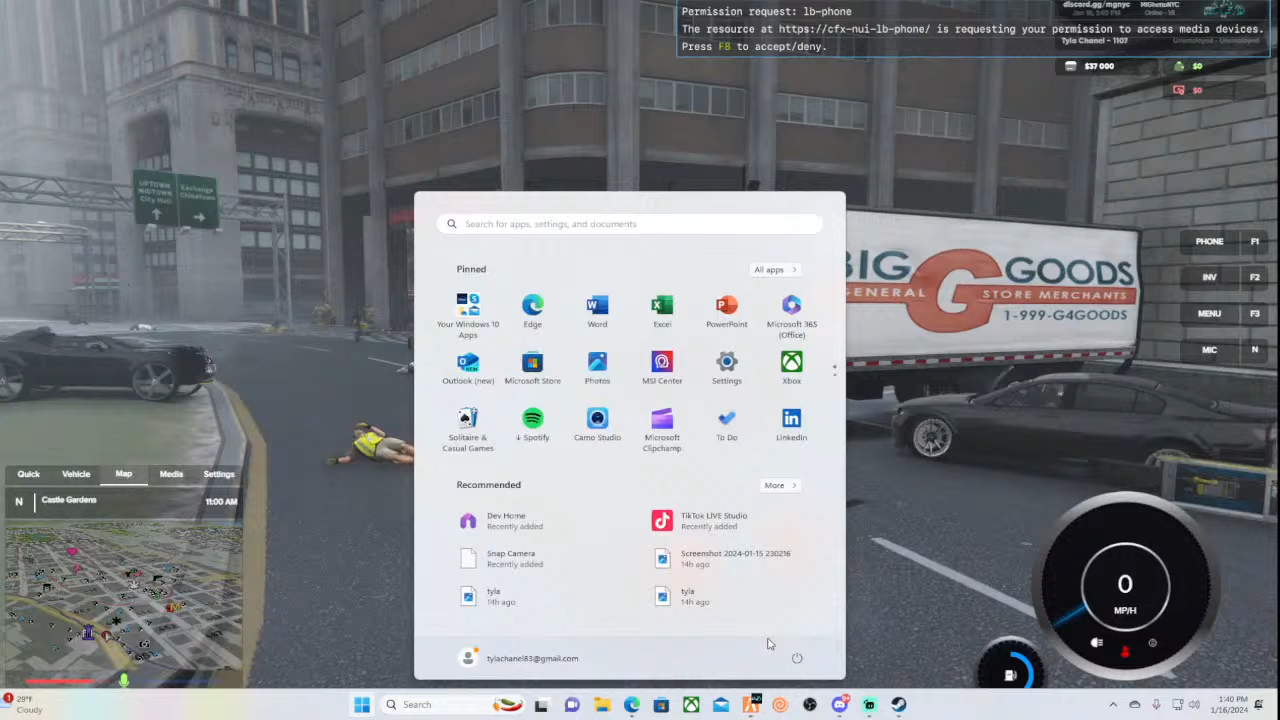 Permission request: lb-phone
The resource at https://cfx-nui-lb-phone/ is requesting your permission to access media devices.
Press F8 to accept/deny.
discord.gg/mgnyc
Tyla Chanel - 1107
$37 000
$0
$0
UPTOWN
MIDTOWN
City Hall
Exchange
Chinatown
BIG G GOODS
GENERAL STORE MERCHANTS
1-999-G4GOODS
PHONE F1
INV F2
MENU F3
MIC N
Search for apps, settings, and documents
Pinned
All apps
Your Windows 10
Apps
Edge
Word
Excel
PowerPoint
Microsoft 365
(Office)
Outlook (new)
Microsoft Store
Photos
MSI Center
Settings
Xbox
Solitaire &
Casual Games
Spotify
Camo Studio
Microsoft
Clipchamp
To Do
LinkedIn
Recommended
More
Dev Home
Recently added
TikTok LIVE Studio
Recently added
Snap Camera
Recently added
Screenshot 2024-01-15 230216
14h ago
tyla
14h ago
tyla
14h ago
tylachanel83@gmail.com
Quick Vehicle Map Media Settings
N Castle Gardens 11:00 AM
0
MP/H
29°F
Cloudy
Search
1:40 PM
1/16/2024